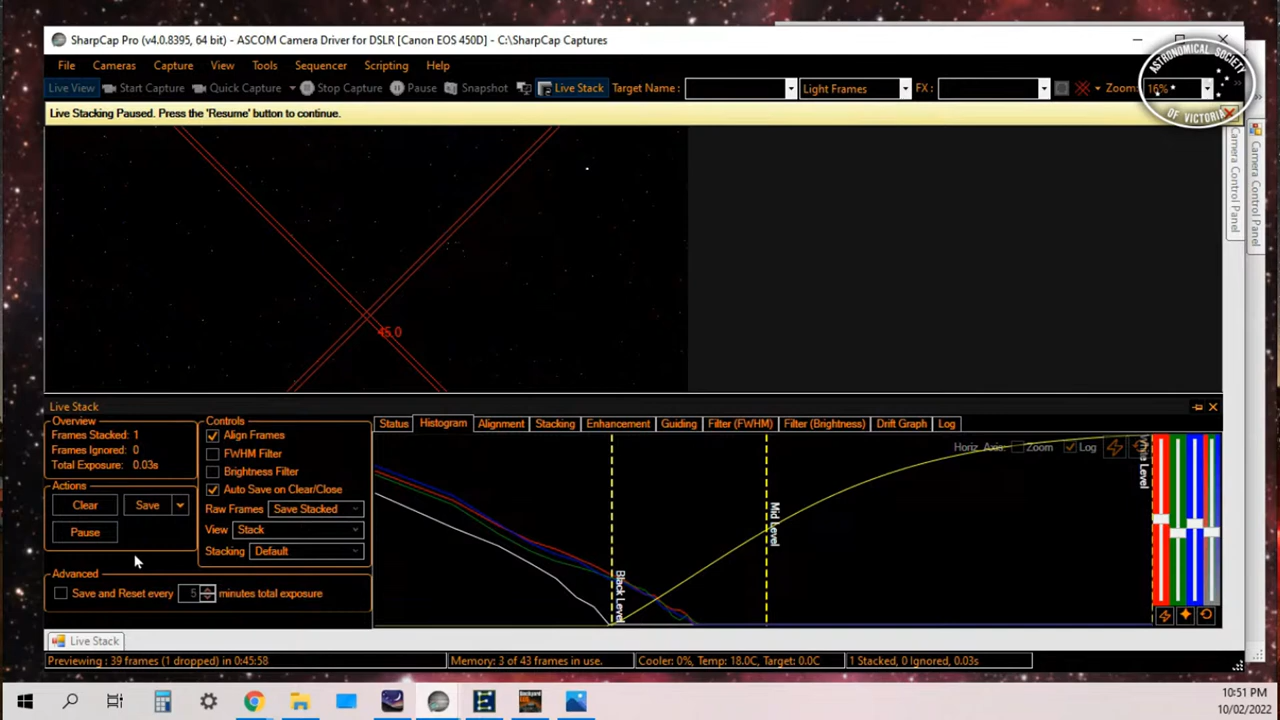 SharpCap Pro (v4.0.8395, 64 bit) - ASCOM Camera Driver for DSLR [Canon EOS 450D] - C:\SharpCap Captures
File Cameras Capture View Tools Sequencer Scripting Help
Live View Start Capture Quick Capture Stop Capture Pause Snapshot Live Stack Target Name : Light Frames FX : Zoom: 16%
ASTRONOMICAL SOCIETY
OF VICTORIA
Live Stacking Paused. Press the 'Resume' button to continue.
Camera Control Panel
Camera Control Panel
45.0
Live Stack
Overview
Frames Stacked: 1
Frames Ignored: 0
Total Exposure: 0.03s
Actions
Clear Save
Pause
Controls
Align Frames
FWHM Filter
Brightness Filter
Auto Save on Clear/Close
Raw Frames Save Stacked
View Stack
Stacking Default
Advanced
Save and Reset every 5 minutes total exposure
Status Histogram Alignment Stacking Enhancement Guiding Filter (FWHM) Filter (Brightness) Drift Graph Log
Horiz. Axis: Zoom Log
Black Level
Mid Level
White Level
Live Stack
Previewing : 39 frames (1 dropped) in 0:45:58 Memory: 3 of 43 frames in use. Cooler: 0%, Temp: 18.0C, Target: 0.0C 1 Stacked, 0 Ignored, 0.03s
10:51 PM
10/02/2022